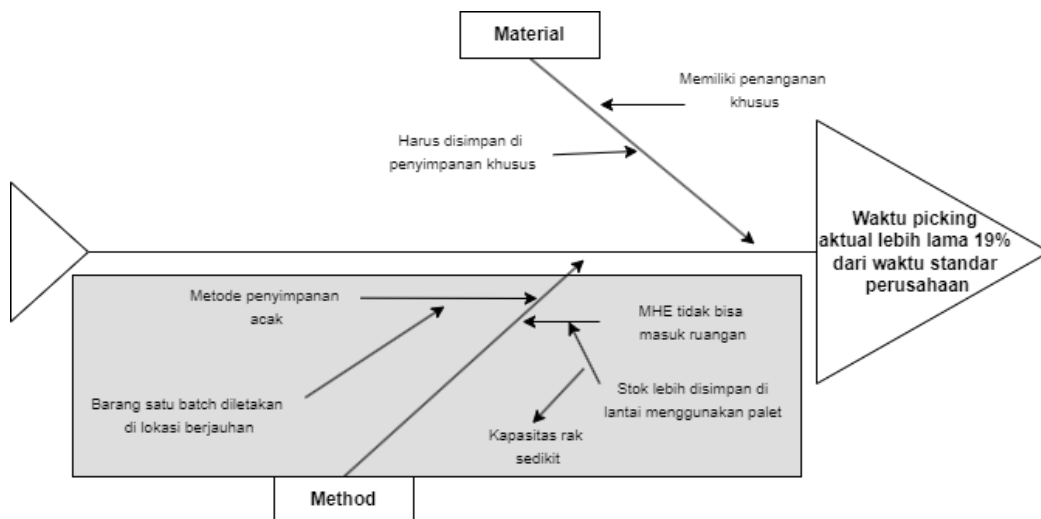 Material
Memiliki penanganan
khusus
Harus disimpan di
penyimpanan khusus
Waktu picking
aktual lebih lama 19%
dari waktu standar
perusahaan
Metode penyimpanan
acak
MHE tidak bisa
masuk ruangan
Barang satu batch diletakan
di lokasi berjauhan
Stok lebih disimpan di
lantai menggunakan palet
Kapasitas rak
sedikit
Method